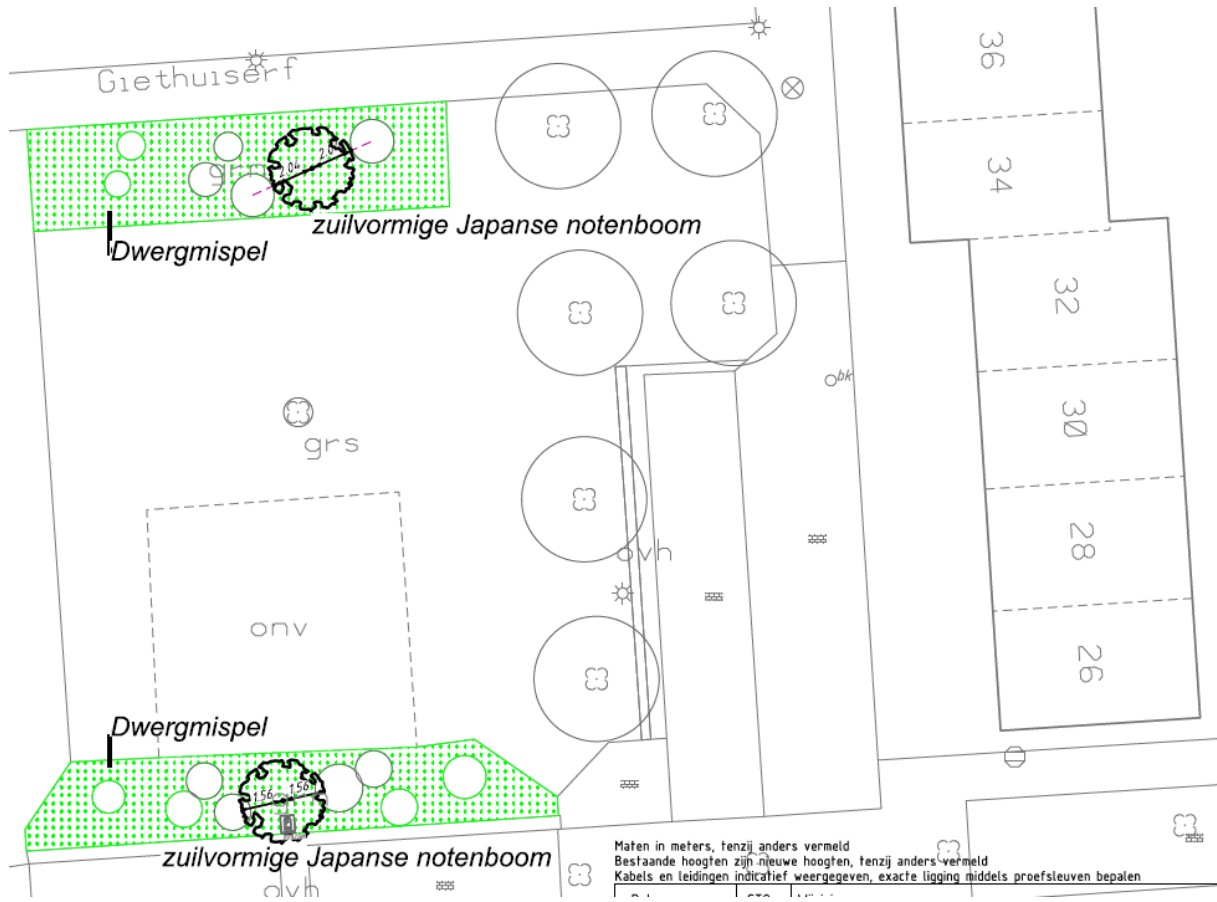 Giethuiserf
36
34
2.04
zuilvormige Japanse notenboom
Dwergmispel
32
bk
30
grs
28
ovh
onv
26
Dwergmispel
1.56 1.56
zuilvormige Japanse notenboom
ovh
Maten in meters, tenzij anders vermeld
Bestaande hoogten zijn nieuwe hoogten, tenzij anders vermeld
Kabels en leidingen indicatief weergegeven, exacte ligging middels proefsleuven bepalen